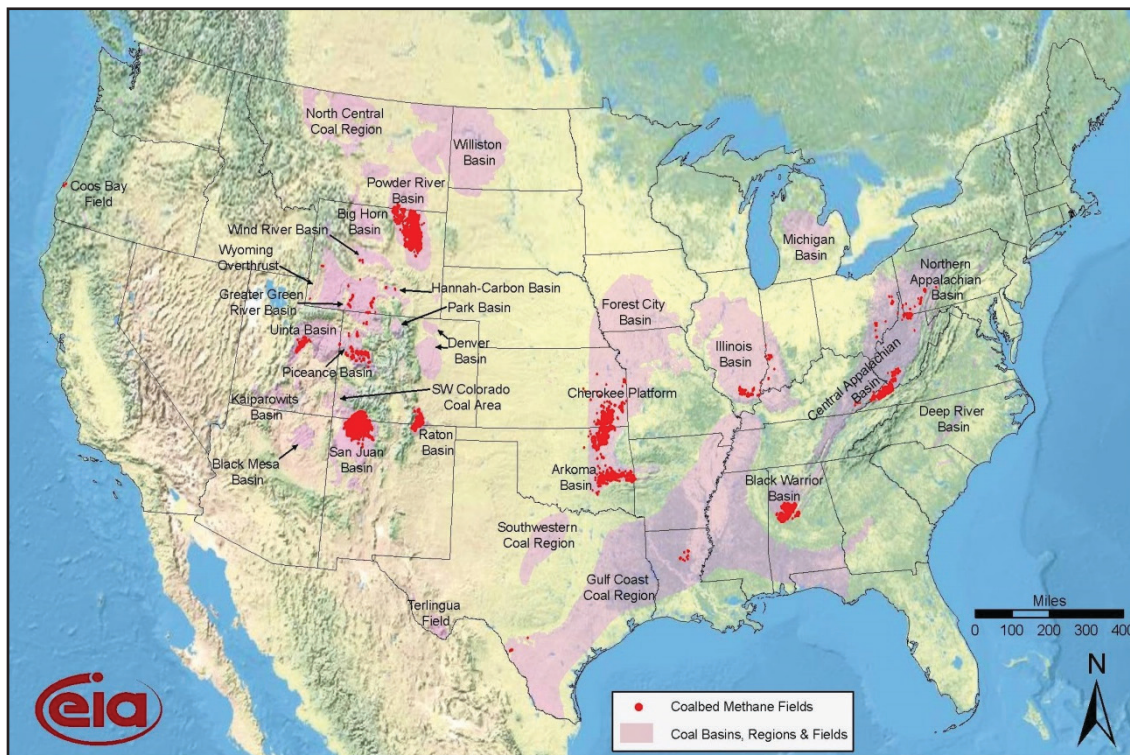 North Central
Coal Region
Williston
Basin
Coos Bay
Field
Powder River
Basin
Big Horn
Basin
Wind River Basin
Wyoming
Overthrust
Greater Green
River Basin
Hannah-Carbon Basin
Park Basin
Uinta Basin
Denver
Basin
Piceance Basin
SW Colorado
Coal Area
Kaiparowits
Basin
Black Mesa
Basin
San Juan
Basin
Raton
Basin
Michigan
Basin
Northern
Appalachian
Basin
Forest City
Basin
Illinois
Basin
Central Appalachian
Basin
Cherokee Platform
Deep River
Basin
Arkoma
Basin
Black Warrior
Basin
Southwestern
Coal Region
Gulf Coast
Coal Region
Terlingua
Field
Miles
0 100 200 300 400
N
eia
Coalbed Methane Fields
Coal Basins, Regions & Fields